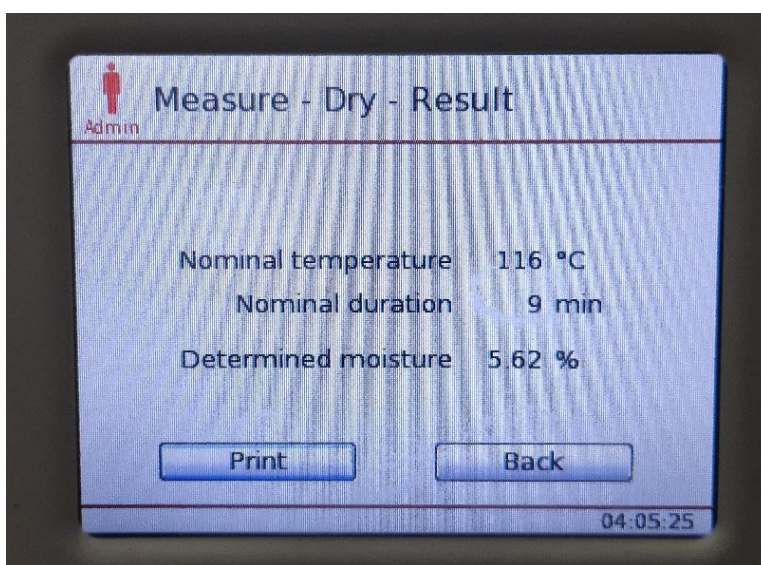 Measure - Dry - Result
Admin
Nominal temperature 116 °C
Nominal duration 9 min
Determined moisture 5.62 %
Print Back
04:05:25